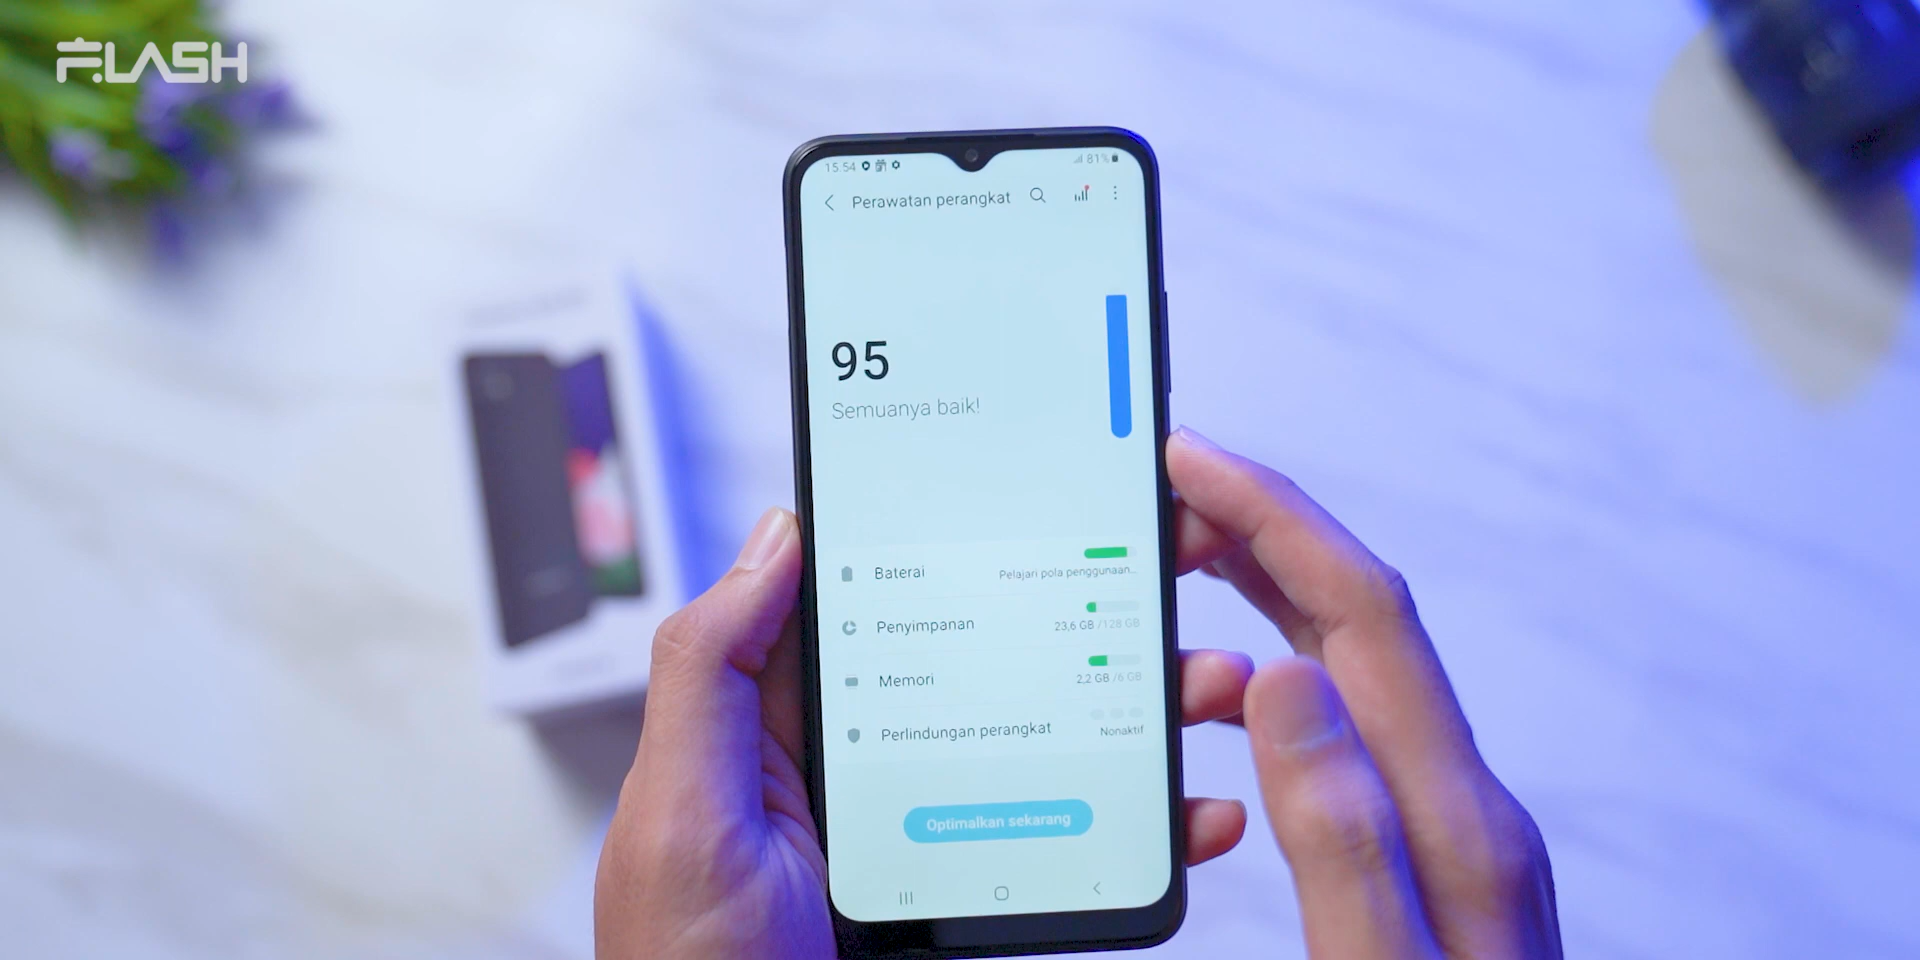 FLASH
15.54
81%
Perawatan perangkat
95
Semuanya baik!
Baterai
Pelajari pola penggunaan...
Penyimpanan
23,6 GB /128 GB
Memori
2,2 GB /6 GB
Perlindungan perangkat
Nonaktif
Optimalkan sekarang